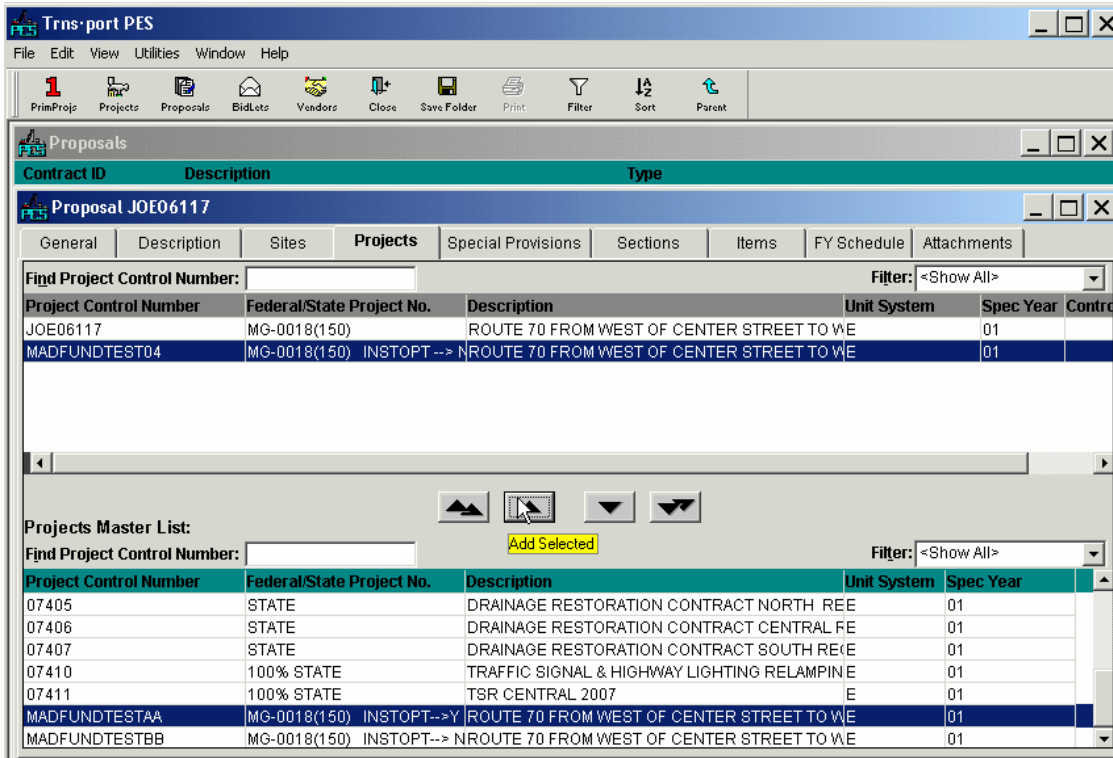 PES Trns·port PES
File Edit View Utilities Window Help
1
PrimProjs Projects Proposals BidLets Vendors Close Save Folder Print Filter Sort Parent
PES Proposals
Contract ID Description Type
PES Proposal JOE06117
General Description Sites Projects Special Provisions Sections Items FY Schedule Attachments
Find Project Control Number: Filter: <Show All>
Project Control Number Federal/State Project No. Description Unit System Spec Year Contro
JOE06117 MG-0018(150) ROUTE 70 FROM WEST OF CENTER STREET TO W E 01
MADFUNDTEST04 MG-0018(150) INSTOPT --> N ROUTE 70 FROM WEST OF CENTER STREET TO W E 01
Add Selected
Projects Master List:
Find Project Control Number: Filter: <Show All>
Project Control Number Federal/State Project No. Description Unit System Spec Year
07405 STATE DRAINAGE RESTORATION CONTRACT NORTH RE E 01
07406 STATE DRAINAGE RESTORATION CONTRACT CENTRAL R E 01
07407 STATE DRAINAGE RESTORATION CONTRACT SOUTH REG E 01
07410 100% STATE TRAFFIC SIGNAL & HIGHWAY LIGHTING RELAMPIN E 01
07411 100% STATE TSR CENTRAL 2007 E 01
MADFUNDTESTAA MG-0018(150) INSTOPT-->Y ROUTE 70 FROM WEST OF CENTER STREET TO W E 01
MADFUNDTESTBB MG-0018(150) INSTOPT--> N ROUTE 70 FROM WEST OF CENTER STREET TO W E 01